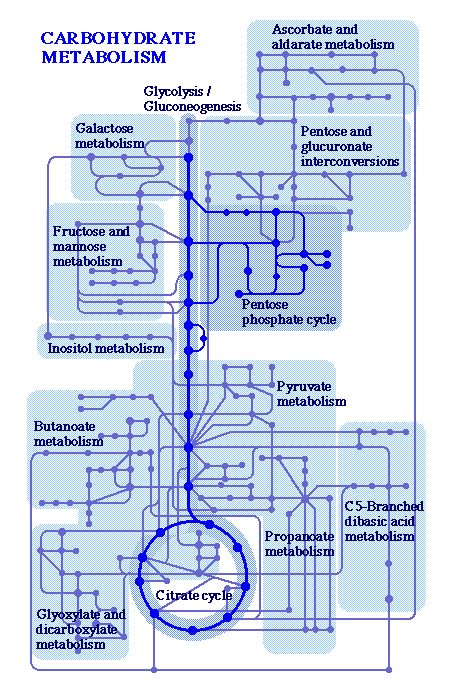 CARBOHYDRATE
METABOLISM
Ascorbate and
aldarate metabolism
Glycolysis /
Gluconeogenesis
Galactose
metabolism
Pentose and
glucuronate
interconversions
Fructose and
mannose
metabolism
Pentose
phosphate cycle
Inositol metabolism
Pyruvate
metabolism
Butanoate
metabolism
C5-Branched
dibasic acid
metabolism
Propanoate
metabolism
Citrate cycle
Glyoxylate and
dicarboxylate
metabolism